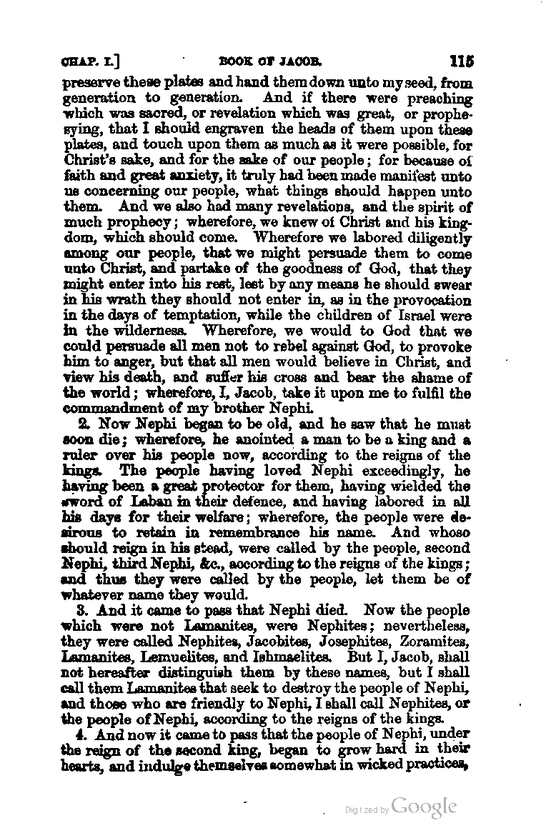 CHAP. I.] BOOK OF JACOB. 115
preserve these plates and hand them down unto my seed, from
generation to generation. And if there were preaching
which was sacred, or revelation which was great, or prophe-
sying, that I should engraven the heads of them upon these
plates, and touch upon them as much as it were possible, for
Christ's sake, and for the sake of our people; for because of
faith and great anxiety, it truly had been made manifest unto
us concerning our people, what things should happen unto
them. And we also had many revelations, and the spirit of
much prophecy; wherefore, we knew of Christ and his king-
dom, which should come. Wherefore we labored diligently
among our people, that we might persuade them to come
unto Christ, and partake of the goodness of God, that they
might enter into his rest, lest by any means he should swear
in his wrath they should not enter in, as in the provocation
in the days of temptation, while the children of Israel were
in the wilderness. Wherefore, we would to God that we
could persuade all men not to rebel against God, to provoke
him to anger, but that all men would believe in Christ, and
view his death, and suffer his cross and bear the shame of
the world; wherefore, I, Jacob, take it upon me to fulfil the
commandment of my brother Nephi.
2. Now Nephi began to be old, and he saw that he must
soon die; wherefore, he anointed a man to be a king and a
ruler over his people now, according to the reigns of the
kings. The people having loved Nephi exceedingly, he
having been a great protector for them, having wielded the
sword of Laban in their defence, and having labored in all
his days for their welfare; wherefore, the people were de-
sirous to retain in remembrance his name. And whoso
should reign in his stead, were called by the people, second
Nephi, third Nephi, &c., according to the reigns of the kings;
and thus they were called by the people, let them be of
whatever name they would.
3. And it came to pass that Nephi died. Now the people
which were not Lamanites, were Nephites; nevertheless,
they were called Nephites, Jacobites, Josephites, Zoramites,
Lamanites, Lemuelites, and Ishmaelites. But I, Jacob, shall
not hereafter distinguish them by these names, but I shall
call them Lamanites that seek to destroy the people of Nephi,
and those who are friendly to Nephi, I shall call Nephites, or
the people of Nephi, according to the reigns of the kings.
4. And now it came to pass that the people of Nephi, under
the reign of the second king, began to grow hard in their
hearts, and indulge themselves somewhat in wicked practices,
Digitized by Google